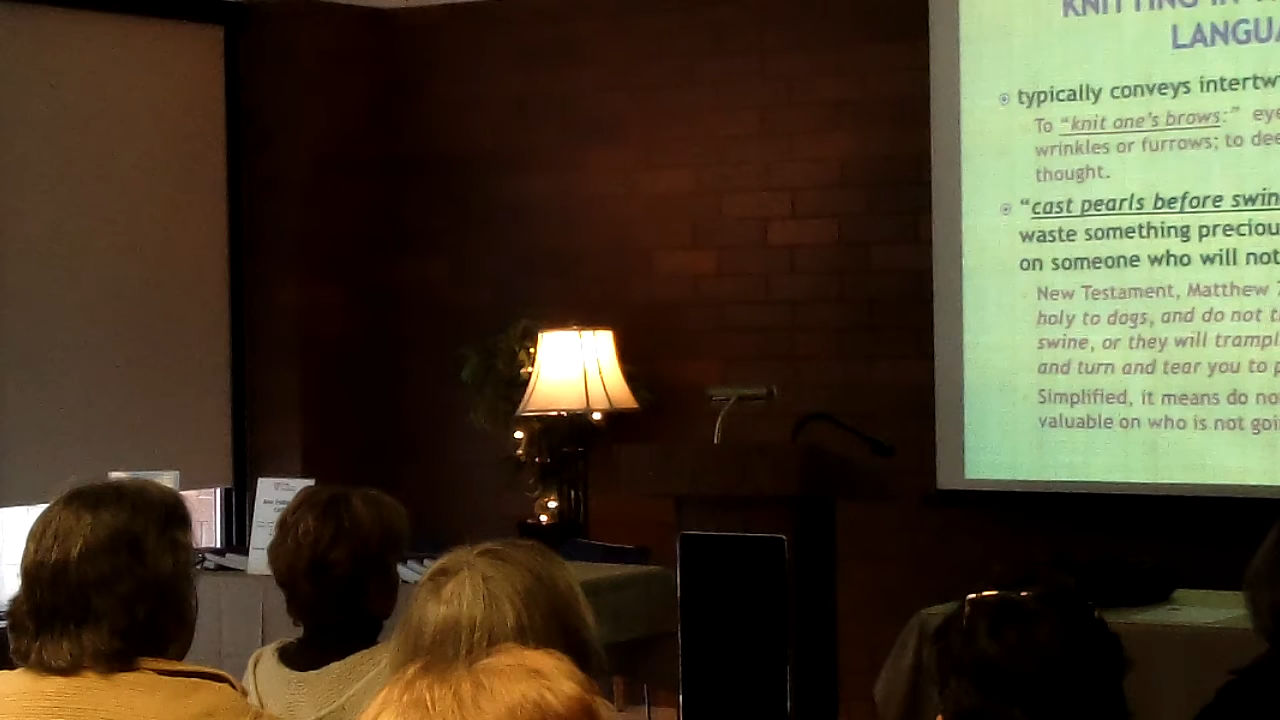 KNITTING IN
LANGUA
typically conveys intertw
To “knit one’s brows:” eye
wrinkles or furrows; to dee
thought.
“cast pearls before swin
waste something preciou
on someone who will not
New Testament, Matthew 7
holy to dogs, and do not t
swine, or they will trampl
and turn and tear you to p
Simplified, it means do no
valuable on who is not goi